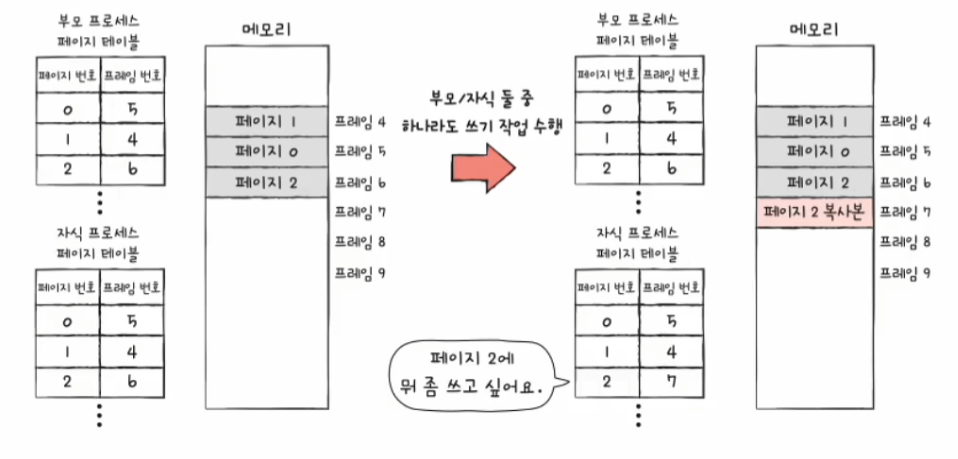 부모 프로세스
페이지 테이블
페이지 번호 프레임 번호
0 5
1 4
2 6
자식 프로세스
페이지 테이블
페이지 번호 프레임 번호
0 5
1 4
2 6
메모리
페이지 1 프레임 4
페이지 0 프레임 5
페이지 2 프레임 6
프레임 7
프레임 8
프레임 9
부모/자식 둘 중
하나라도 쓰기 작업 수행
부모 프로세스
페이지 테이블
페이지 번호 프레임 번호
0 5
1 4
2 6
자식 프로세스
페이지 테이블
페이지 번호 프레임 번호
0 5
1 4
2 7
페이지 2에
뭐 좀 쓰고 싶어요.
메모리
페이지 1 프레임 4
페이지 0 프레임 5
페이지 2 프레임 6
페이지 2 복사본 프레임 7
프레임 8
프레임 9